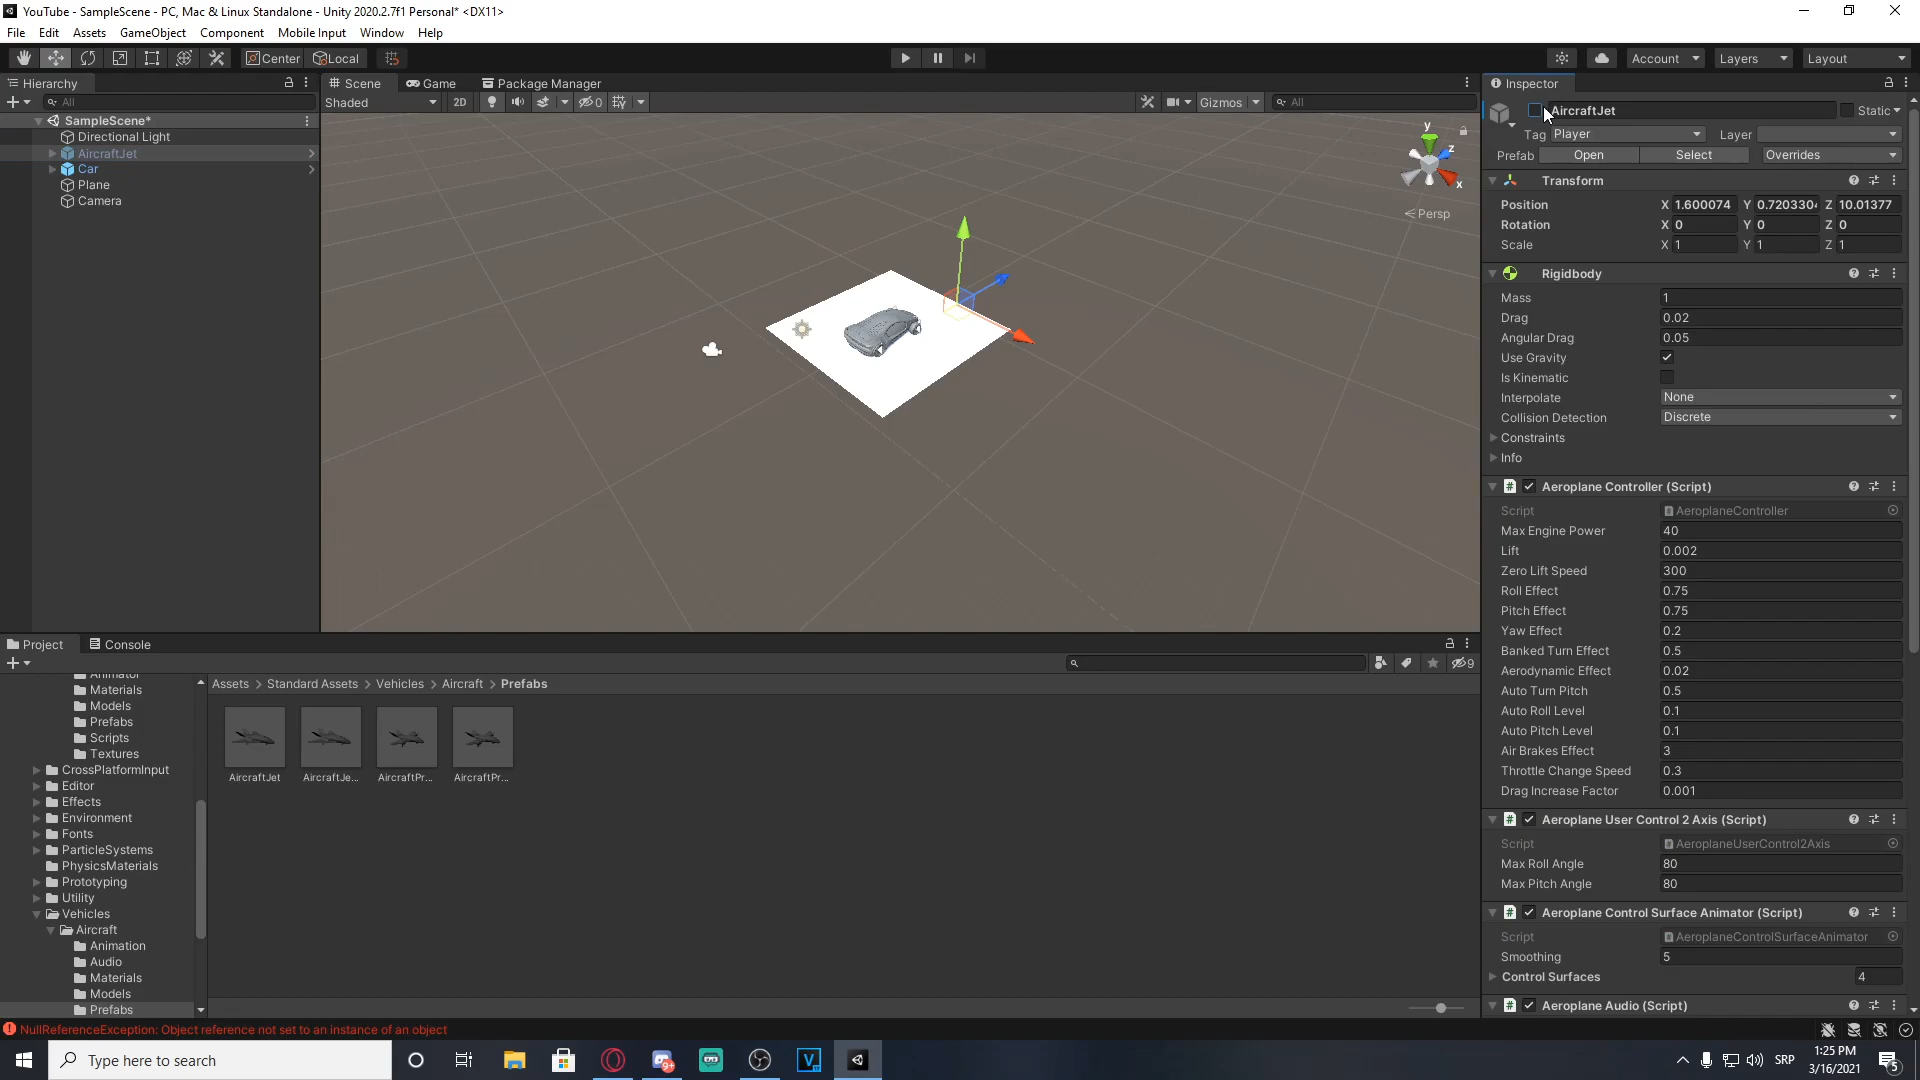 YouTube - SampleScene - PC, Mac & Linux Standalone - Unity 2020.2.7f1 Personal* <DX11>
File Edit Assets GameObject Component Mobile Input Window Help
Center Local Account Layers Layout
Hierarchy
All
SampleScene*
Directional Light
AircraftJet
Car
Plane
Camera
Scene Game Package Manager
Shaded 2D 0 Gizmos All
y
z
x
Persp
Inspector
AircraftJet Static
Tag Player Layer
Prefab Open Select Overrides
Transform
Position X 1.600074 Y 0.720330 Z 10.01377
Rotation X 0 Y 0 Z 0
Scale X 1 Y 1 Z 1
Rigidbody
Mass 1
Drag 0.02
Angular Drag 0.05
Use Gravity
Is Kinematic
Interpolate None
Collision Detection Discrete
Constraints
Info
Aeroplane Controller (Script)
Script AeroplaneController
Max Engine Power 40
Lift 0.002
Zero Lift Speed 300
Roll Effect 0.75
Pitch Effect 0.75
Yaw Effect 0.2
Banked Turn Effect 0.5
Aerodynamic Effect 0.02
Auto Turn Pitch 0.5
Auto Roll Level 0.1
Auto Pitch Level 0.1
Air Brakes Effect 3
Throttle Change Speed 0.3
Drag Increase Factor 0.001
Aeroplane User Control 2 Axis (Script)
Script AeroplaneUserControl2Axis
Max Roll Angle 80
Max Pitch Angle 80
Aeroplane Control Surface Animator (Script)
Script AeroplaneControlSurfaceAnimator
Smoothing 5
Control Surfaces 4
Aeroplane Audio (Script)
Project Console
9
Animator
Materials
Models
Prefabs
Scripts
Textures
CrossPlatformInput
Editor
Effects
Environment
Fonts
ParticleSystems
PhysicsMaterials
Prototyping
Utility
Vehicles
Aircraft
Animation
Audio
Materials
Models
Prefabs
Assets > Standard Assets > Vehicles > Aircraft > Prefabs
AircraftJet AircraftJe... AircraftPr... AircraftPr...
NullReferenceException: Object reference not set to an instance of an object
Type here to search
9+
V
SRP
1:25 PM
3/16/2021
5